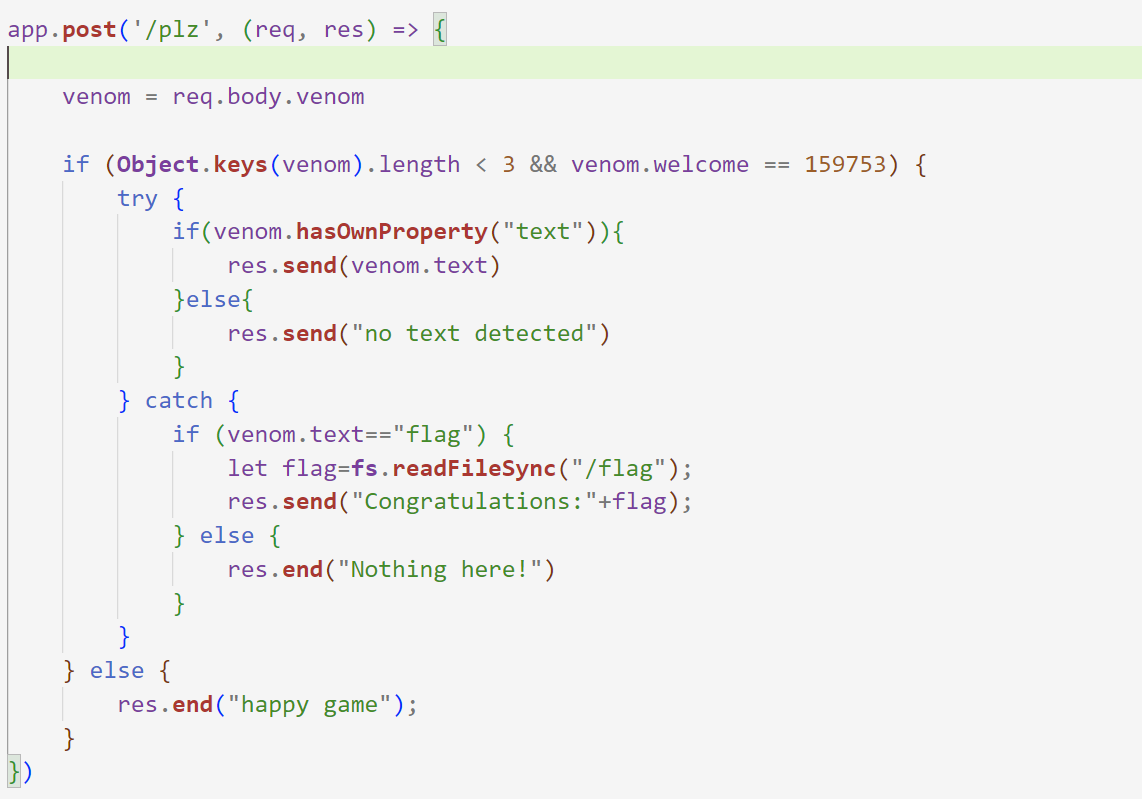 app.post('/plz', (req, res) => {
venom = req.body.venom
if (Object.keys(venom).length < 3 && venom.welcome == 159753) {
try {
if(venom.hasOwnProperty("text")){
res.send(venom.text)
}else{
res.send("no text detected")
}
} catch {
if (venom.text=="flag") {
let flag=fs.readFileSync("/flag");
res.send("Congratulations:"+flag);
} else {
res.end("Nothing here!")
}
}
} else {
res.end("happy game");
}
})